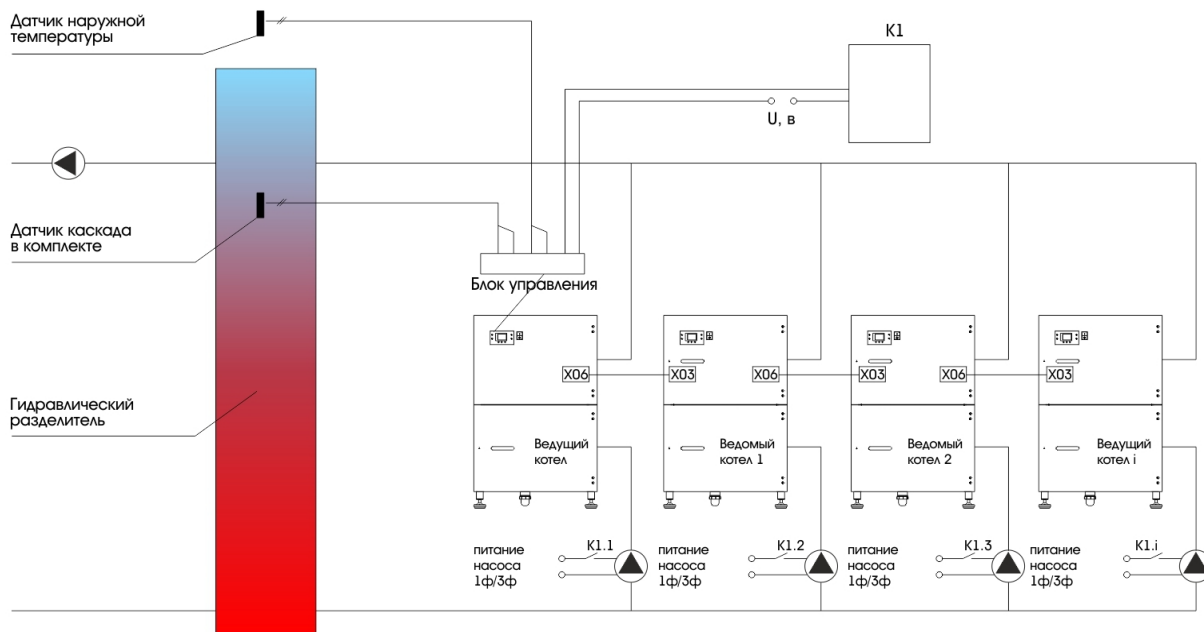 Датчик наружной
температуры
K1
U, в
Датчик каскада
в комплекте
Блок управления
X06
X03
X06
X03
X06
X03
Гидравлический
разделитель
Ведущий
котел
Ведомый
котел 1
Ведомый
котел 2
Ведущий
котел i
питание
насоса
1ф/3ф
K1.1
питание
насоса
1ф/3ф
K1.2
питание
насоса
1ф/3ф
K1.3
питание
насоса
1ф/3ф
K1.i